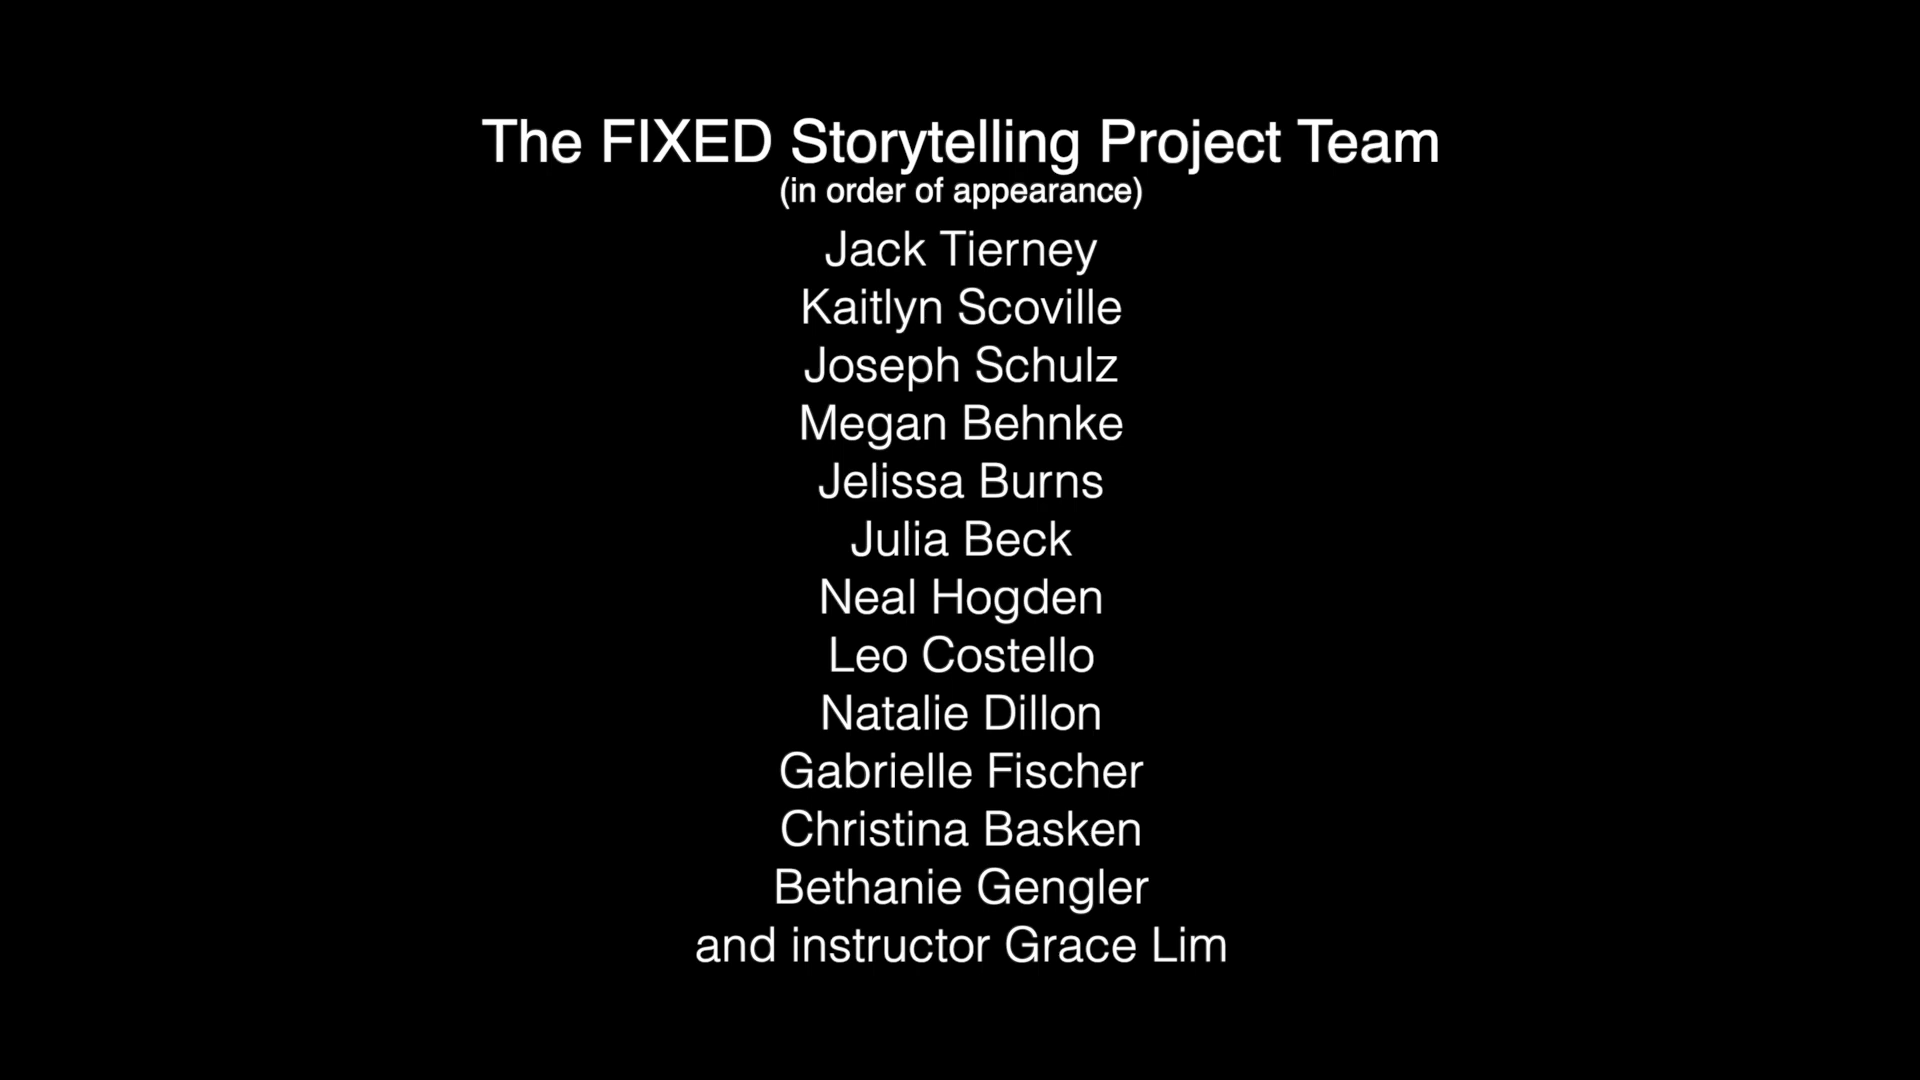 The FIXED Storytelling Project Team
(in order of appearance)
Jack Tierney
Kaitlyn Scoville
Joseph Schulz
Megan Behnke
Jelissa Burns
Julia Beck
Neal Hogden
Leo Costello
Natalie Dillon
Gabrielle Fischer
Christina Basken
Bethanie Gengler
and instructor Grace Lim